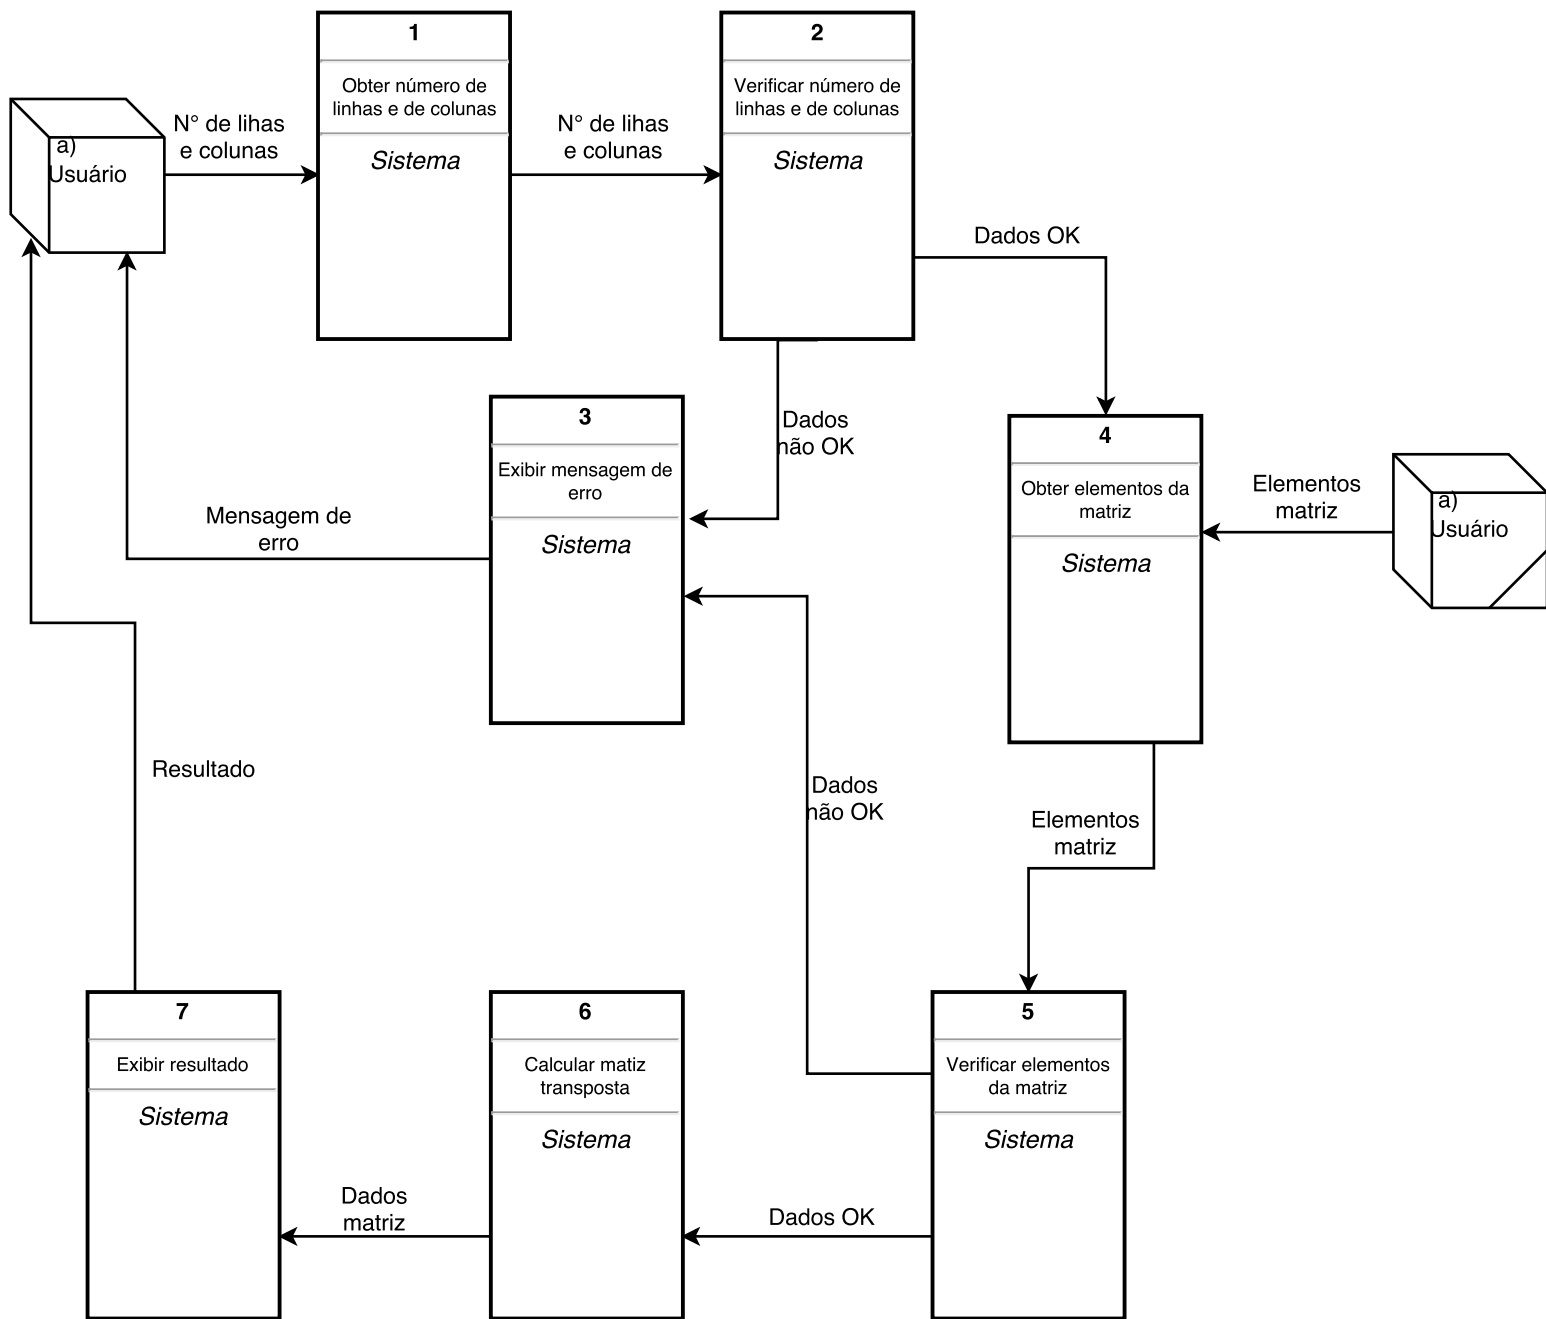 1
Obter número de
linhas e de colunas
Sistema
2
Verificar número de
linhas e de colunas
Sistema
a)
Usuário
N° de lihas
e colunas
N° de lihas
e colunas
Dados OK
Dados
não OK
3
Exibir mensagem de
erro
Sistema
Mensagem de
erro
4
Obter elementos da
matriz
Sistema
Elementos
matriz
a)
Usuário
Resultado
Dados
não OK
Elementos
matriz
7
Exibir resultado
Sistema
6
Calcular matiz
transposta
Sistema
5
Verificar elementos
da matriz
Sistema
Dados
matriz
Dados OK